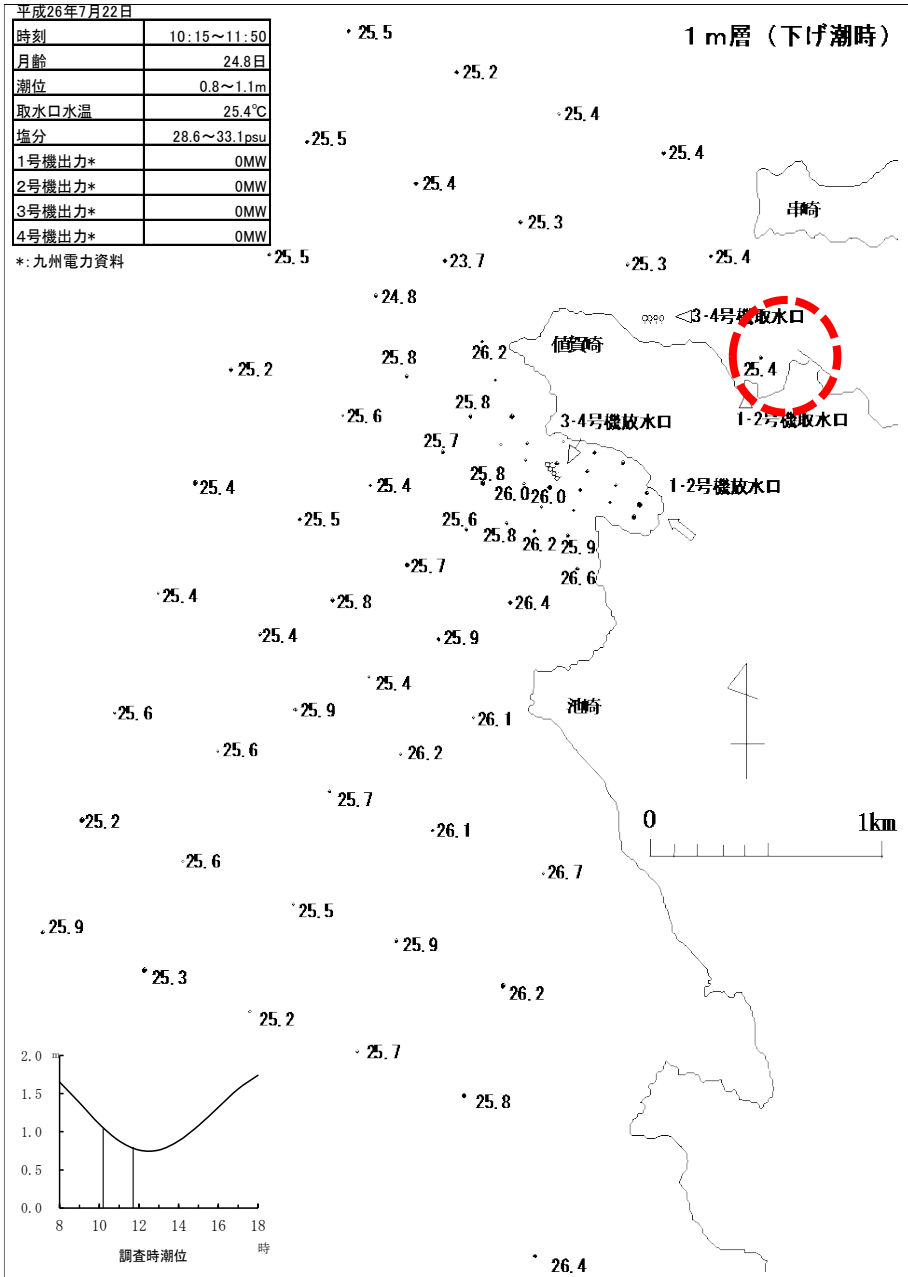 平成26年7月22日
時刻 10:15～11:50
月齢 24.8日
潮位 0.8～1.1m
取水口水温 25.4℃
塩分 28.6～33.1psu
1号機出力* 0MW
2号機出力* 0MW
3号機出力* 0MW
4号機出力* 0MW
*:九州電力資料
1m層(下げ潮時)
25.5
25.2
25.4
25.5
25.4
25.4
串崎
25.3
25.5
23.7
25.3
25.4
24.8
3-4号機取水口
値賀崎
26.2
25.8
25.2
25.4
25.8
25.6
3-4号機放水口
1-2号機取水口
25.7
25.8
25.4
25.4
26.0
26.0
1-2号機放水口
25.5
25.6
25.8
26.2
25.9
25.7
26.6
25.4
25.8
26.4
25.4
25.9
25.4
25.6
25.9
26.1
池崎
25.6
26.2
25.7
25.2
26.1
0 1km
25.6
26.7
25.5
25.9
25.9
25.3
26.2
25.2
25.7
25.8
26.4
2.0 m
1.5
1.0
0.5
0.0
8 10 12 14 16 18
時
調査時潮位